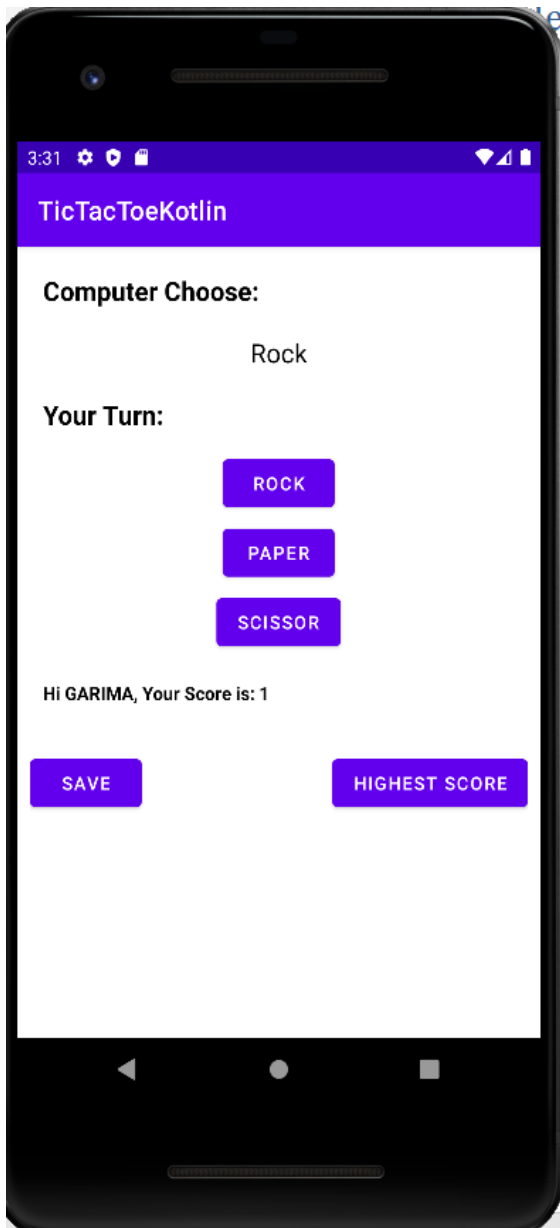 3:31
TicTacToeKotlin
Computer Choose:
Rock
Your Turn:
ROCK
PAPER
SCISSOR
Hi GARIMA, Your Score is: 1
SAVE HIGHEST SCORE